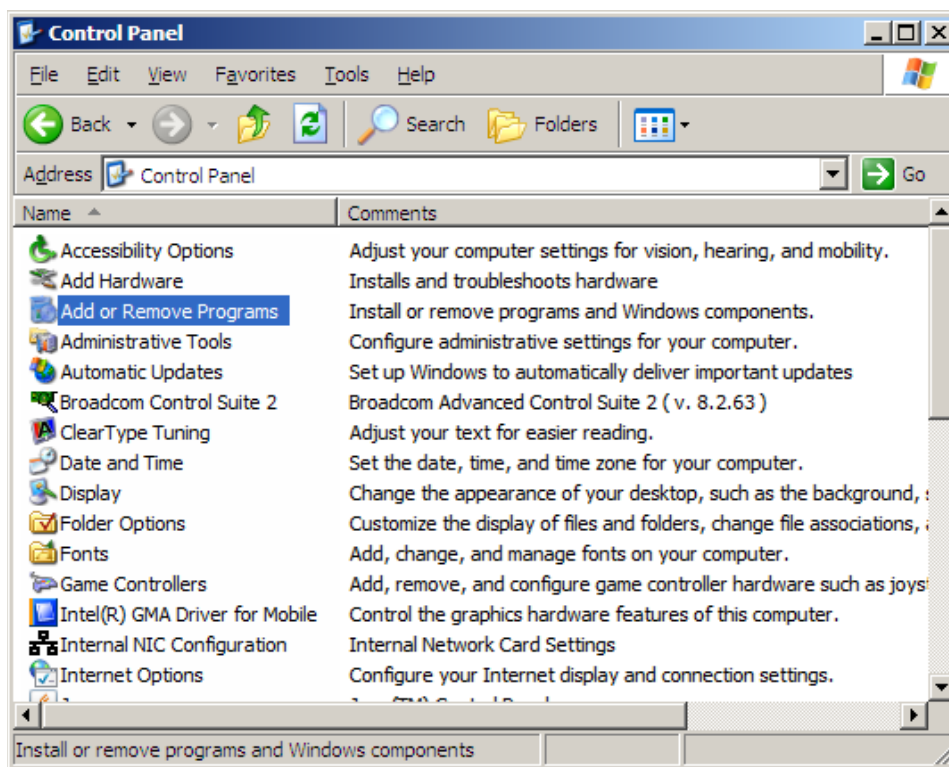 Control Panel
File Edit View Favorites Tools Help
Back Search Folders
Address Control Panel Go
Name Comments
Accessibility Options Adjust your computer settings for vision, hearing, and mobility.
Add Hardware Installs and troubleshoots hardware
Add or Remove Programs Install or remove programs and Windows components.
Administrative Tools Configure administrative settings for your computer.
Automatic Updates Set up Windows to automatically deliver important updates
Broadcom Control Suite 2 Broadcom Advanced Control Suite 2 ( v. 8.2.63 )
ClearType Tuning Adjust your text for easier reading.
Date and Time Set the date, time, and time zone for your computer.
Display Change the appearance of your desktop, such as the background,
Folder Options Customize the display of files and folders, change file associations,
Fonts Add, change, and manage fonts on your computer.
Game Controllers Add, remove, and configure game controller hardware such as joyst
Intel(R) GMA Driver for Mobile Control the graphics hardware features of this computer.
Internal NIC Configuration Internal Network Card Settings
Internet Options Configure your Internet display and connection settings.
Install or remove programs and Windows components